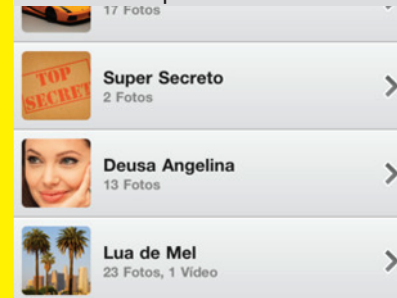 17 Fotos
TOP
SECRET
Super Secreto
2 Fotos
Deusa Angelina
13 Fotos
Lua de Mel
23 Fotos, 1 Vídeo